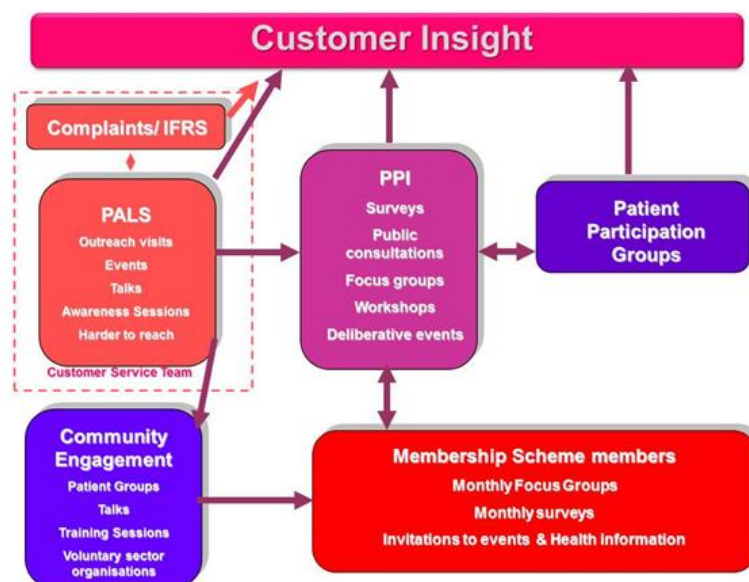 Customer Insight
Complaints/ IFRS
PALS
Outreach visits
Events
Talks
Awareness Sessions
Harder to reach
Customer Service Team
PPI
Surveys
Public
consultations
Focus groups
Workshops
Deliberative events
Patient
Participation
Groups
Community
Engagement
Patient Groups
Talks
Training Sessions
Voluntary sector
organisations
Membership Scheme members
Monthly Focus Groups
Monthly surveys
Invitations to events & Health information